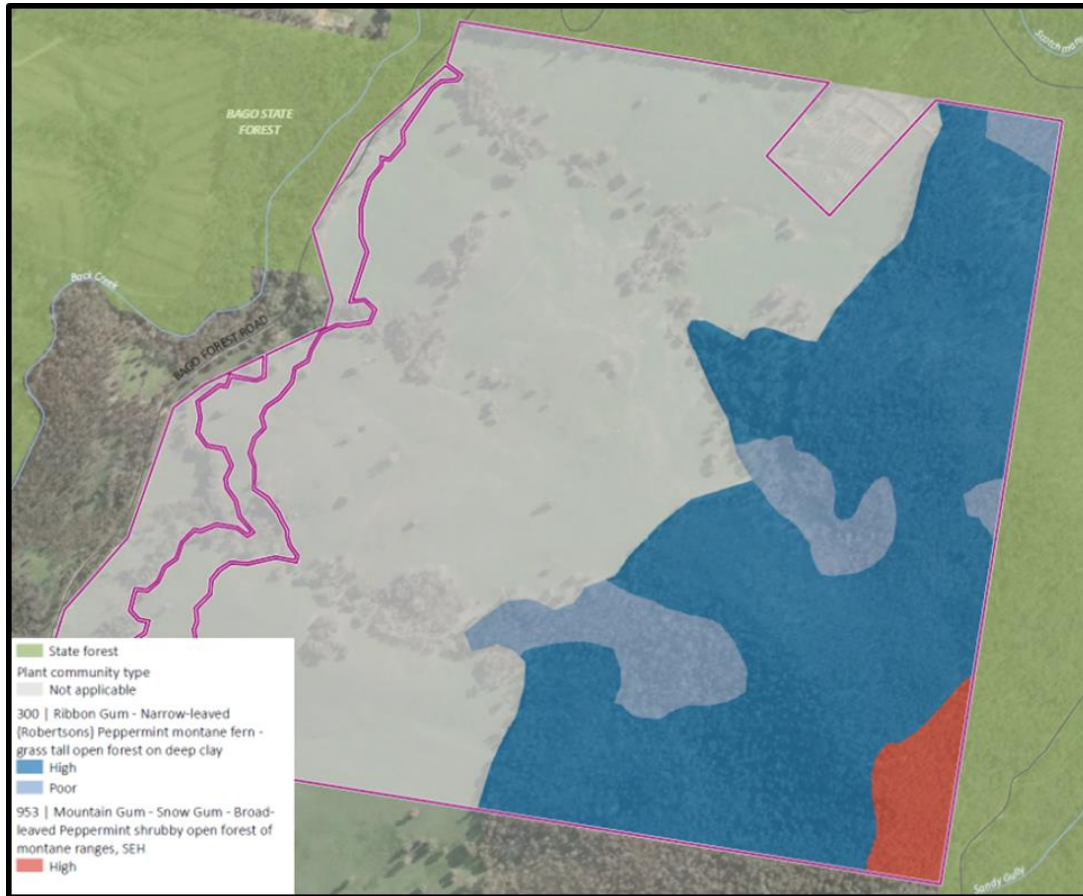 Scotchmans
BAGO STATE
FOREST
Back Creek
BAGO FOREST ROAD
State forest
Plant community type
Not applicable
300 | Ribbon Gum - Narrow-leaved
(Robertsons) Peppermint montane fern -
grass tall open forest on deep clay
High
Poor
953 | Mountain Gum - Snow Gum - Broad-
leaved Peppermint shrubby open forest of
montane ranges, SEH
High
Sandy Gully